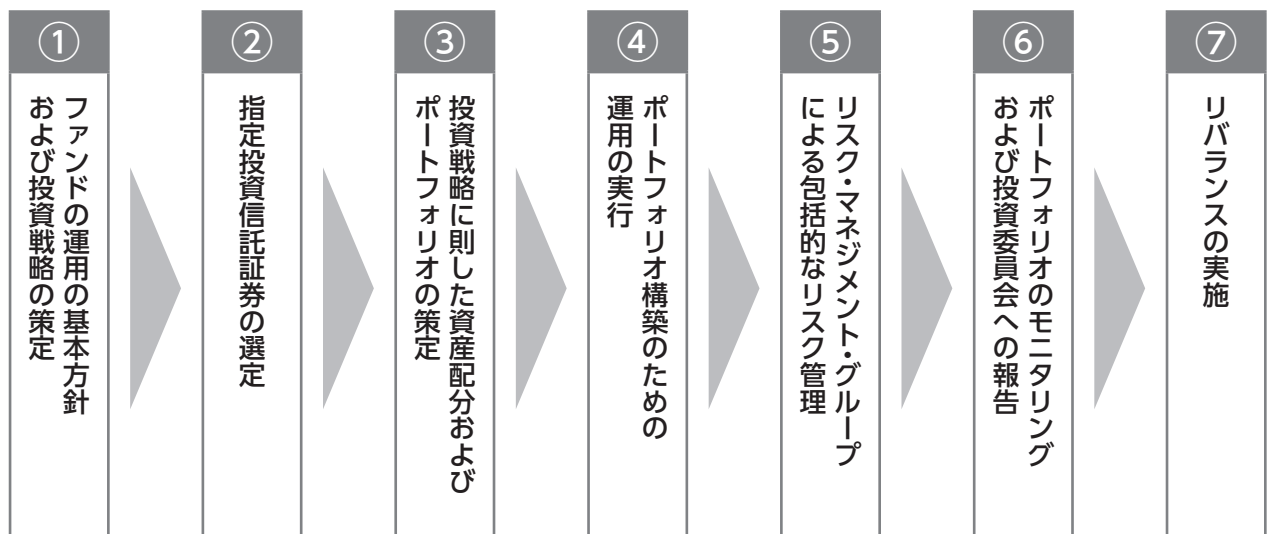 ①
ファンドの運用の基本方針
および投資戦略の策定
②
指定投資信託証券の選定
③
投資戦略に則した資産配分および
ポートフォリオの策定
④
ポートフォリオ構築のための
運用の実行
⑤
リスク・マネジメント・グループ
による包括的なリスク管理
⑥
ポートフォリオのモニタリング
および投資委員会への報告
⑦
リバランスの実施